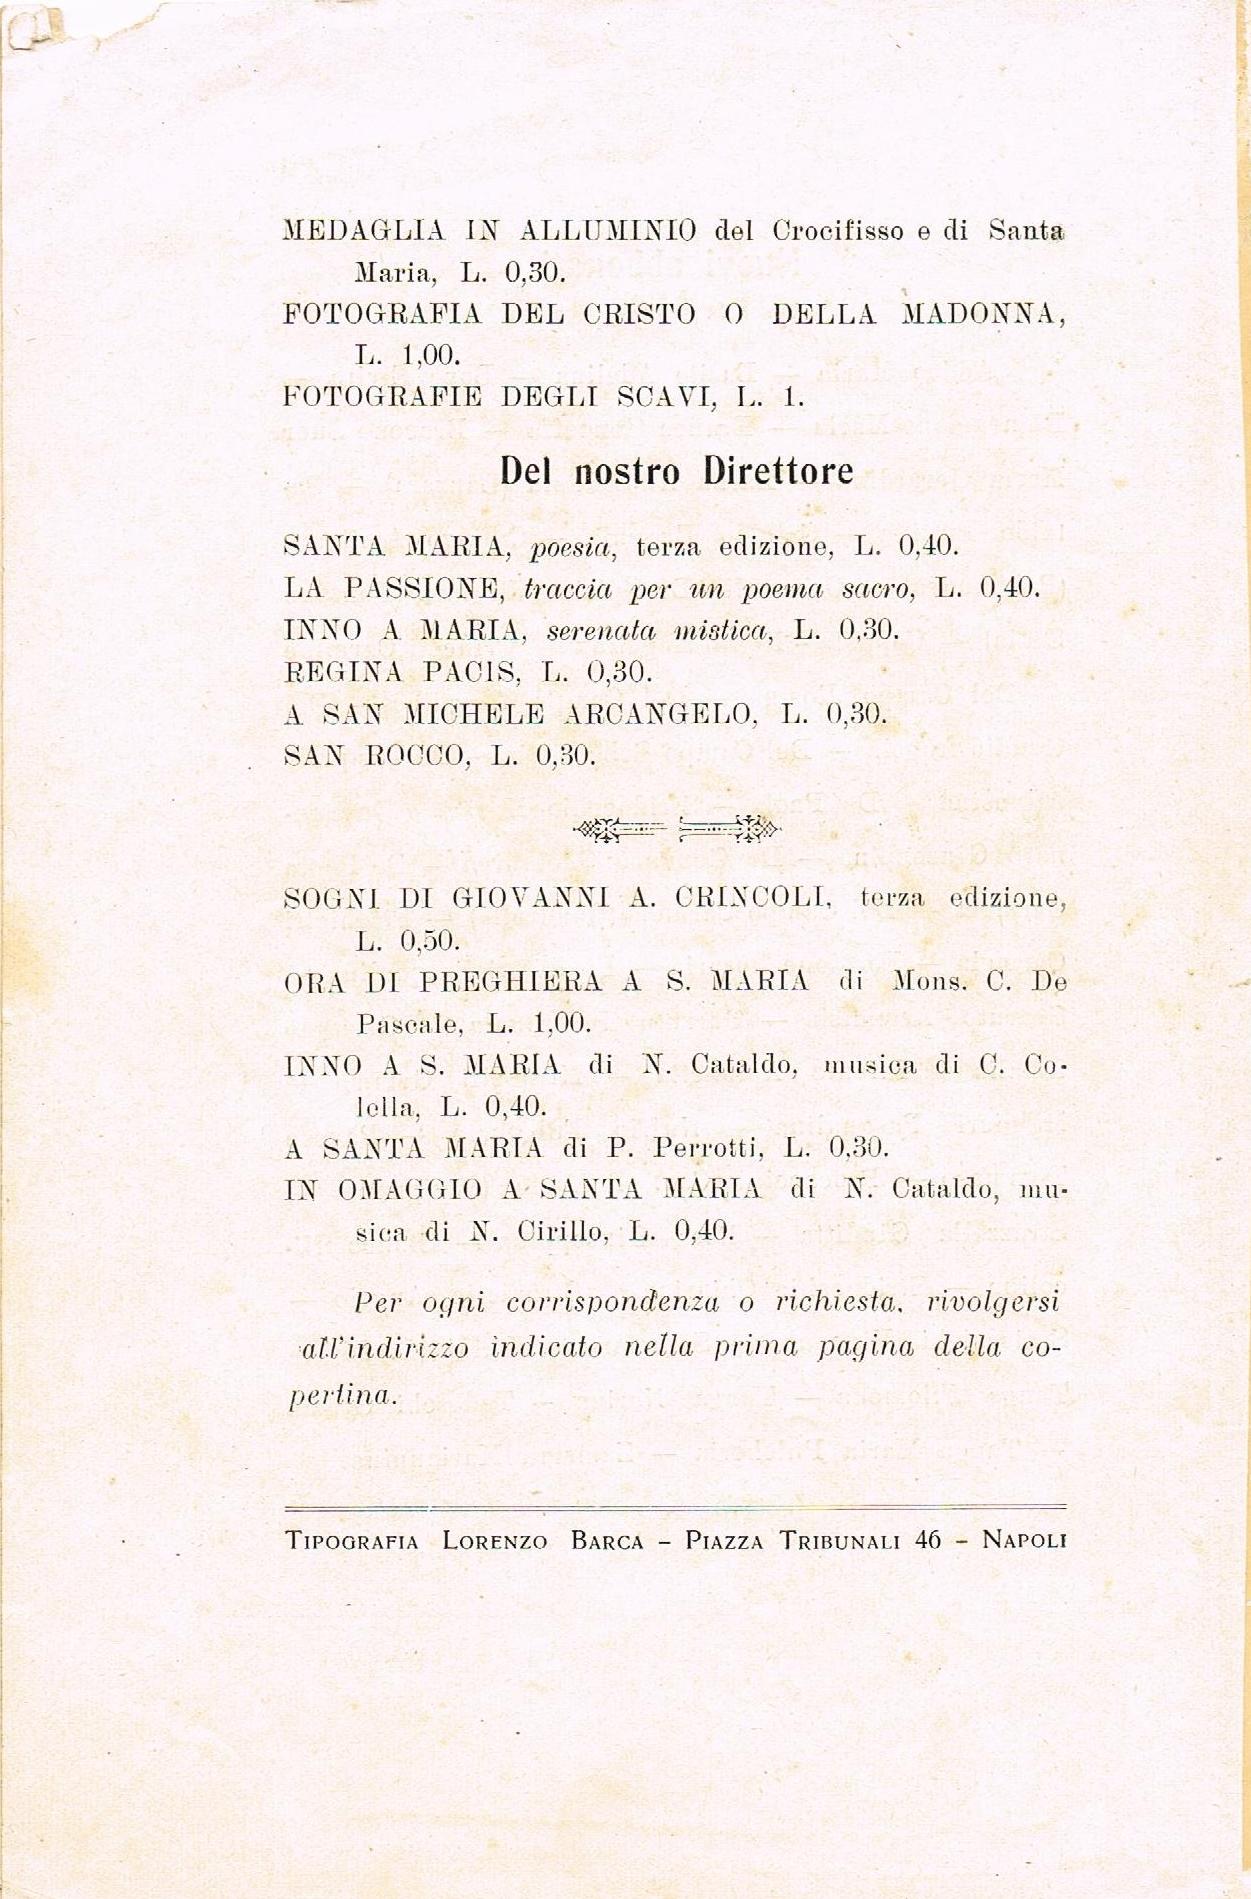 MEDAGLIA IN ALLUMINIO del Crocifisso e di Santa
Maria, L. 0,30.
FOTOGRAFIA DEL CRISTO O DELLA MADONNA,
L. 1,00.
FOTOGRAFIE DEGLI SCAVI, L. 1.
Del nostro Direttore
SANTA MARIA, poesia, terza edizione, L. 0,40.
LA PASSIONE, traccia per un poema sacro, L. 0,40.
INNO A MARIA, serenata mistica, L. 0,30.
REGINA PACIS, L. 0,30.
A SAN MICHELE ARCANGELO, L. 0,30.
SAN ROCCO, L. 0,30.
SOGNI DI GIOVANNI A. CRINCOLI, terza edizione,
L. 0,50.
ORA DI PREGHIERA A S. MARIA di Mons. C. De
Pascale, L. 1,00.
INNO A S. MARIA di N. Cataldo, musica di C. Co-
lella, L. 0,40.
A SANTA MARIA di P. Perrotti, L. 0,30.
IN OMAGGIO A SANTA MARIA di N. Cataldo, mu-
sica di N. Cirillo, L. 0,40.
Per ogni corrispondenza o richiesta, rivolgersi
all'indirizzo indicato nella prima pagina della co-
pertina.
TIPOGRAFIA LORENZO BARCA – PIAZZA TRIBUNALI 46 – NAPOLI